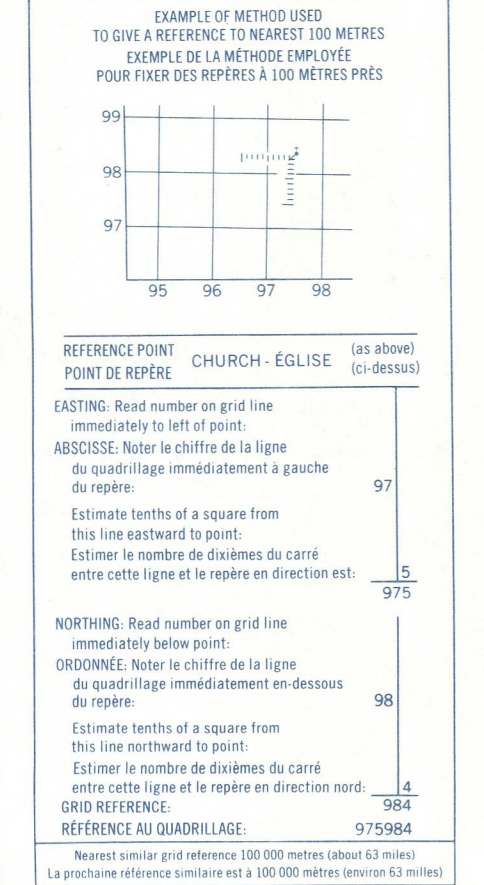 EXAMPLE OF METHOD USED
TO GIVE A REFERENCE TO NEAREST 100 METRES
EXEMPLE DE LA MÉTHODE EMPLOYÉE
POUR FIXER DES REPÈRES À 100 MÈTRES PRÈS
99
98
97
95 96 97 98
REFERENCE POINT
POINT DE REPÈRE
CHURCH - ÉGLISE
(as above)
(ci-dessus)
EASTING: Read number on grid line
immediately to left of point:
ABSCISSE: Noter le chiffre de la ligne
du quadrillage immédiatement à gauche
du repère: 97
Estimate tenths of a square from
this line eastward to point:
Estimer le nombre de dixièmes du carré
entre cette ligne et le repère en direction est: 5
975
NORTHING: Read number on grid line
immediately below point:
ORDONNÉE: Noter le chiffre de la ligne
du quadrillage immédiatement en-dessous
du repère: 98
Estimate tenths of a square from
this line northward to point:
Estimer le nombre de dixièmes du carré
entre cette ligne et le repère en direction nord: 4
GRID REFERENCE: 984
RÉFÉRENCE AU QUADRILLAGE: 975984
Nearest similar grid reference 100 000 metres (about 63 miles)
La prochaine référence similaire est à 100 000 mètres (environ 63 milles)